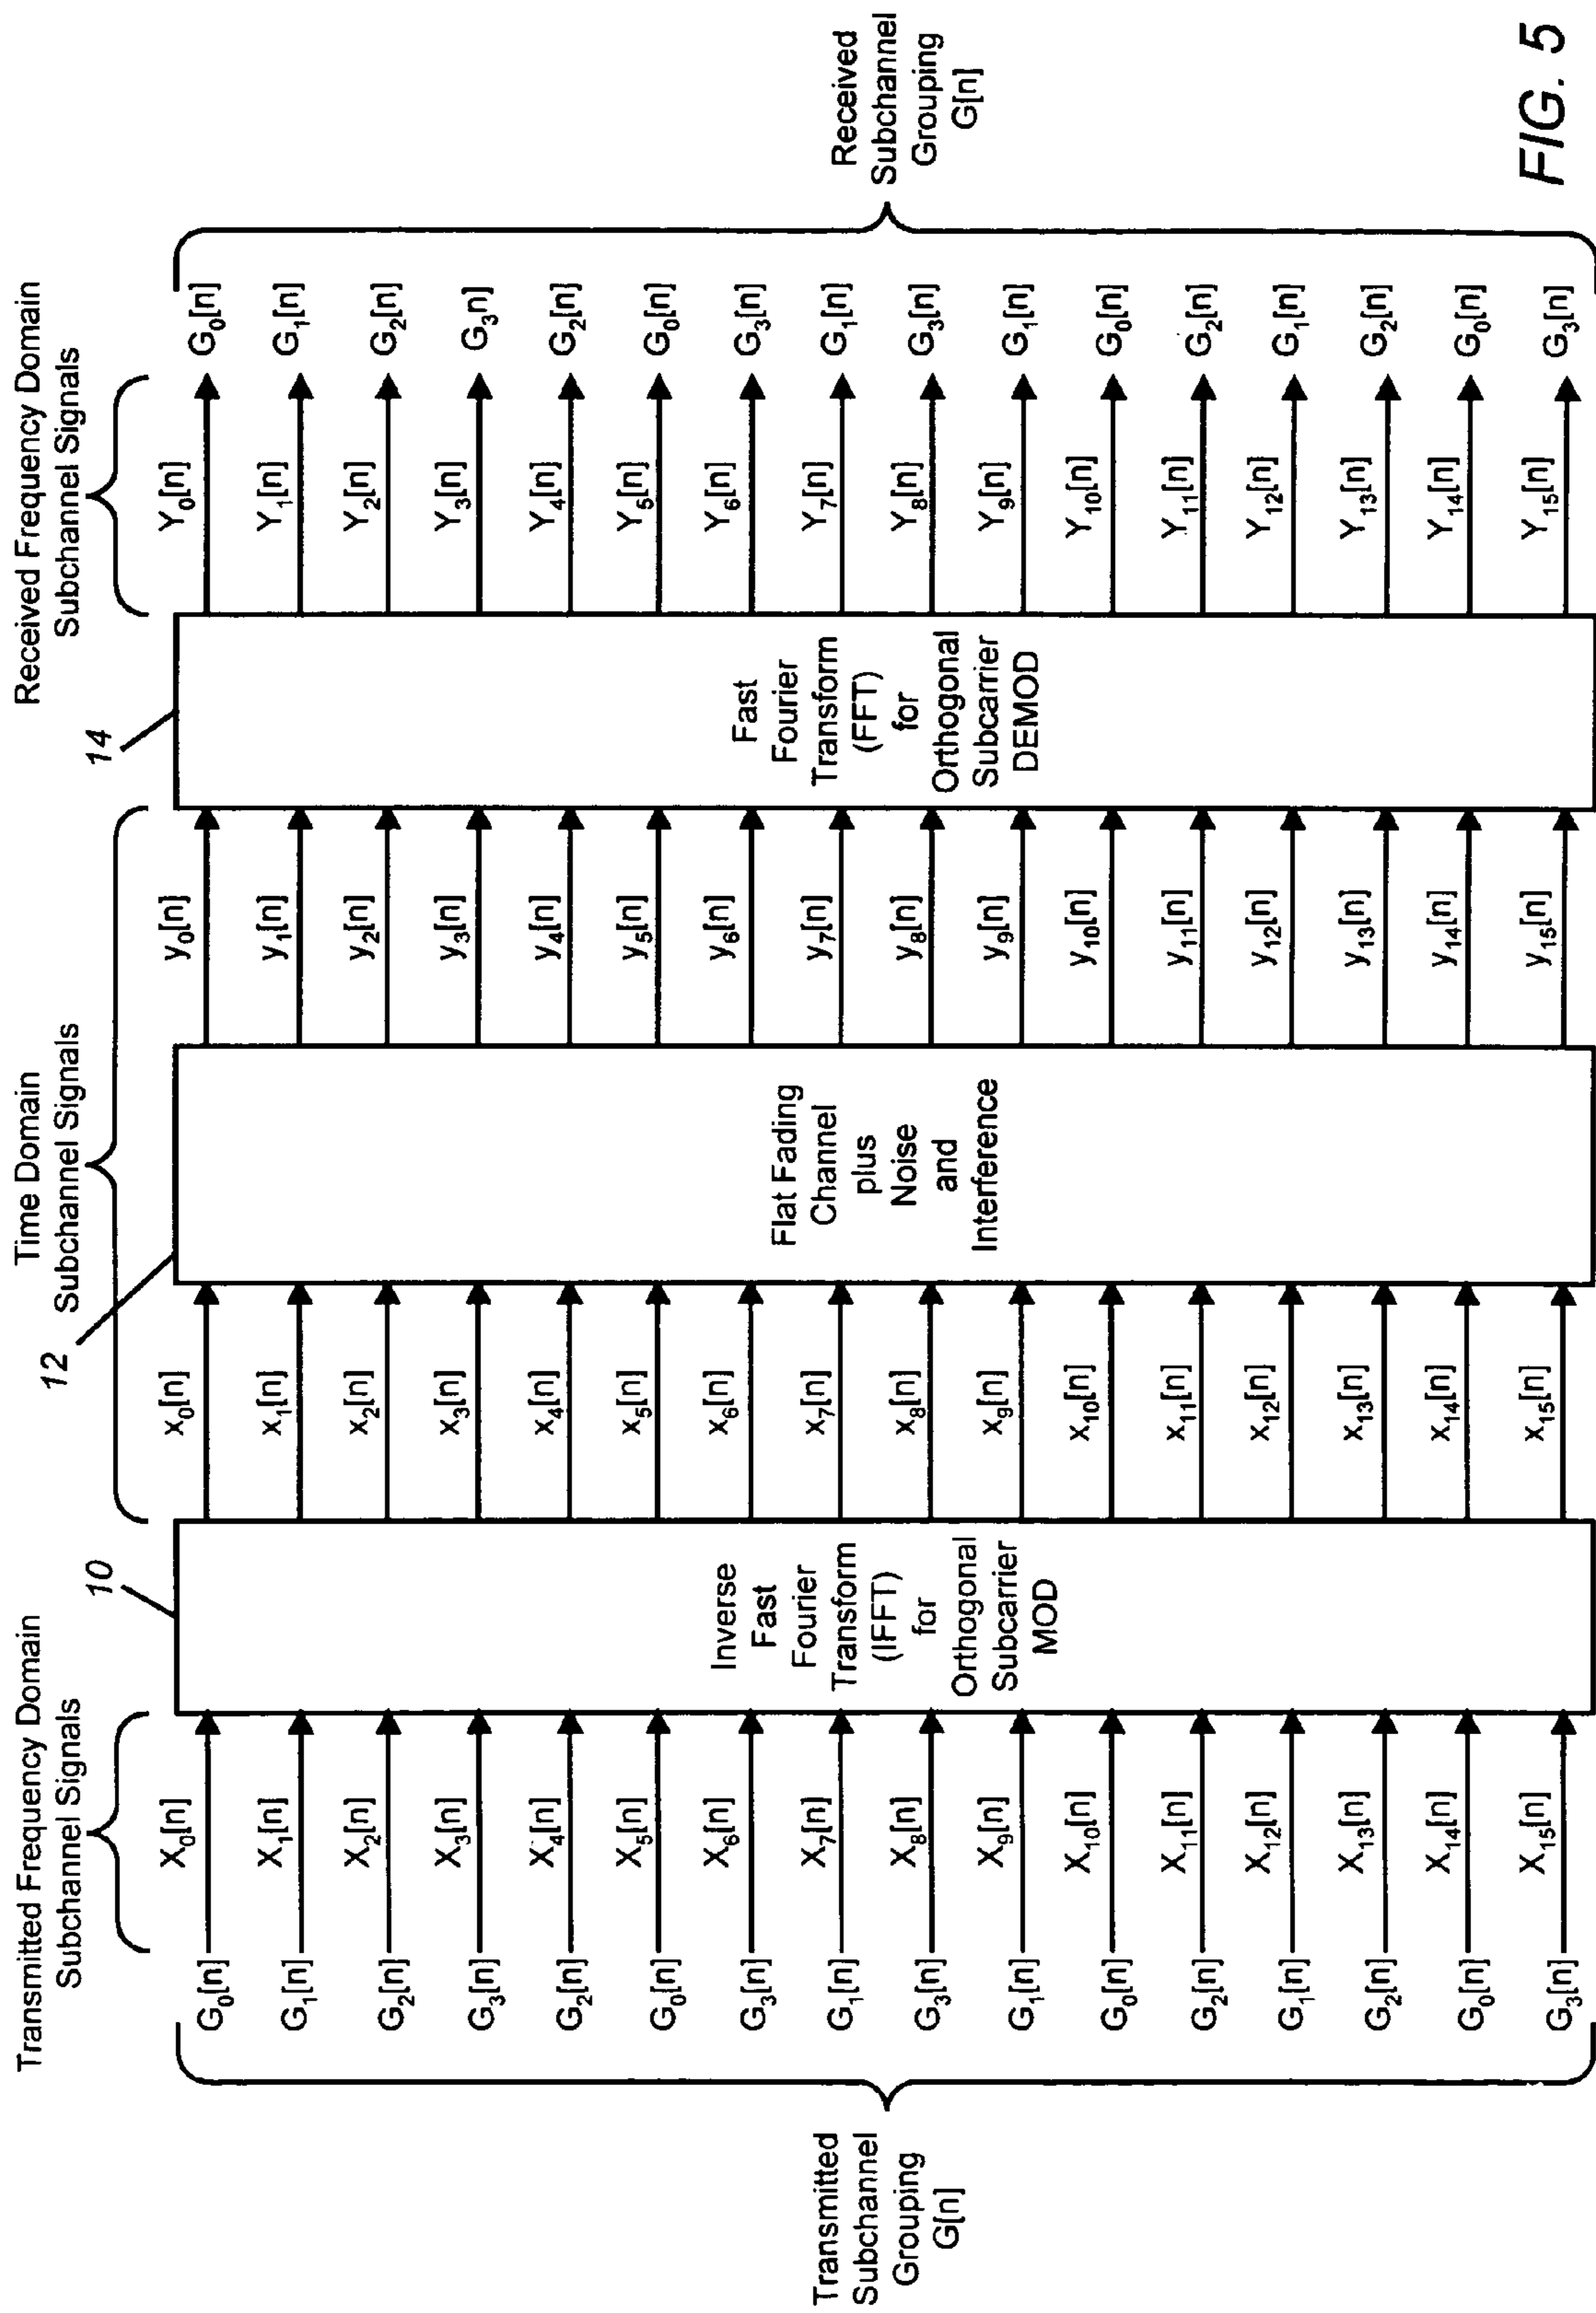 Transmitted Frequency Domain
Subchannel Signals
10
12
Time Domain
Subchannel Signals
14
Received Frequency Domain
Subchannel Signals
Transmitted
Subchannel
Grouping
G[n]
G₀[n] X₀[n] x₀[n] y₀[n] Y₀[n] G₀[n]
G₁[n] X₁[n] x₁[n] y₁[n] Y₁[n] G₁[n]
G₂[n] X₂[n] x₂[n] y₂[n] Y₂[n] G₂[n]
G₃[n] X₃[n] x₃[n] y₃[n] Y₃[n] G₃n]
G₂[n] X₄[n] x₄[n] y₄[n] Y₄[n] G₂[n]
G₀[n] X₅[n] x₅[n] y₅[n] Y₅[n] G₀[n]
G₃[n] X₆[n] x₆[n] y₆[n] Y₆[n] G₃[n]
G₁[n] X₇[n] x₇[n] y₇[n] Y₇[n] G₁[n]
G₃[n] X₈[n] x₈[n] y₈[n] Y₈[n] G₃[n]
G₁[n] X₉[n] x₉[n] y₉[n] Y₉[n] G₁[n]
G₀[n] X₁₀[n] x₁₀[n] y₁₀[n] Y₁₀[n] G₀[n]
G₂[n] X₁₁[n] x₁₁[n] y₁₁[n] Y₁₁[n] G₂[n]
G₁[n] X₁₂[n] x₁₂[n] y₁₂[n] Y₁₂[n] G₁[n]
G₂[n] X₁₃[n] x₁₃[n] y₁₃[n] Y₁₃[n] G₂[n]
G₀[n] X₁₄[n] x₁₄[n] y₁₄[n] Y₁₄[n] G₀[n]
G₃[n] X₁₅[n] x₁₅[n] y₁₅[n] Y₁₅[n] G₃[n]
Inverse
Fast
Fourier
Transform
(IFFT)
for
Orthogonal
Subcarrier
MOD
Flat Fading
Channel
plus
Noise
and
Interference
Fast
Fourier
Transform
(FFT)
for
Orthogonal
Subcarrier
DEMOD
Received
Subchannel
Grouping
G[n]
FIG. 5